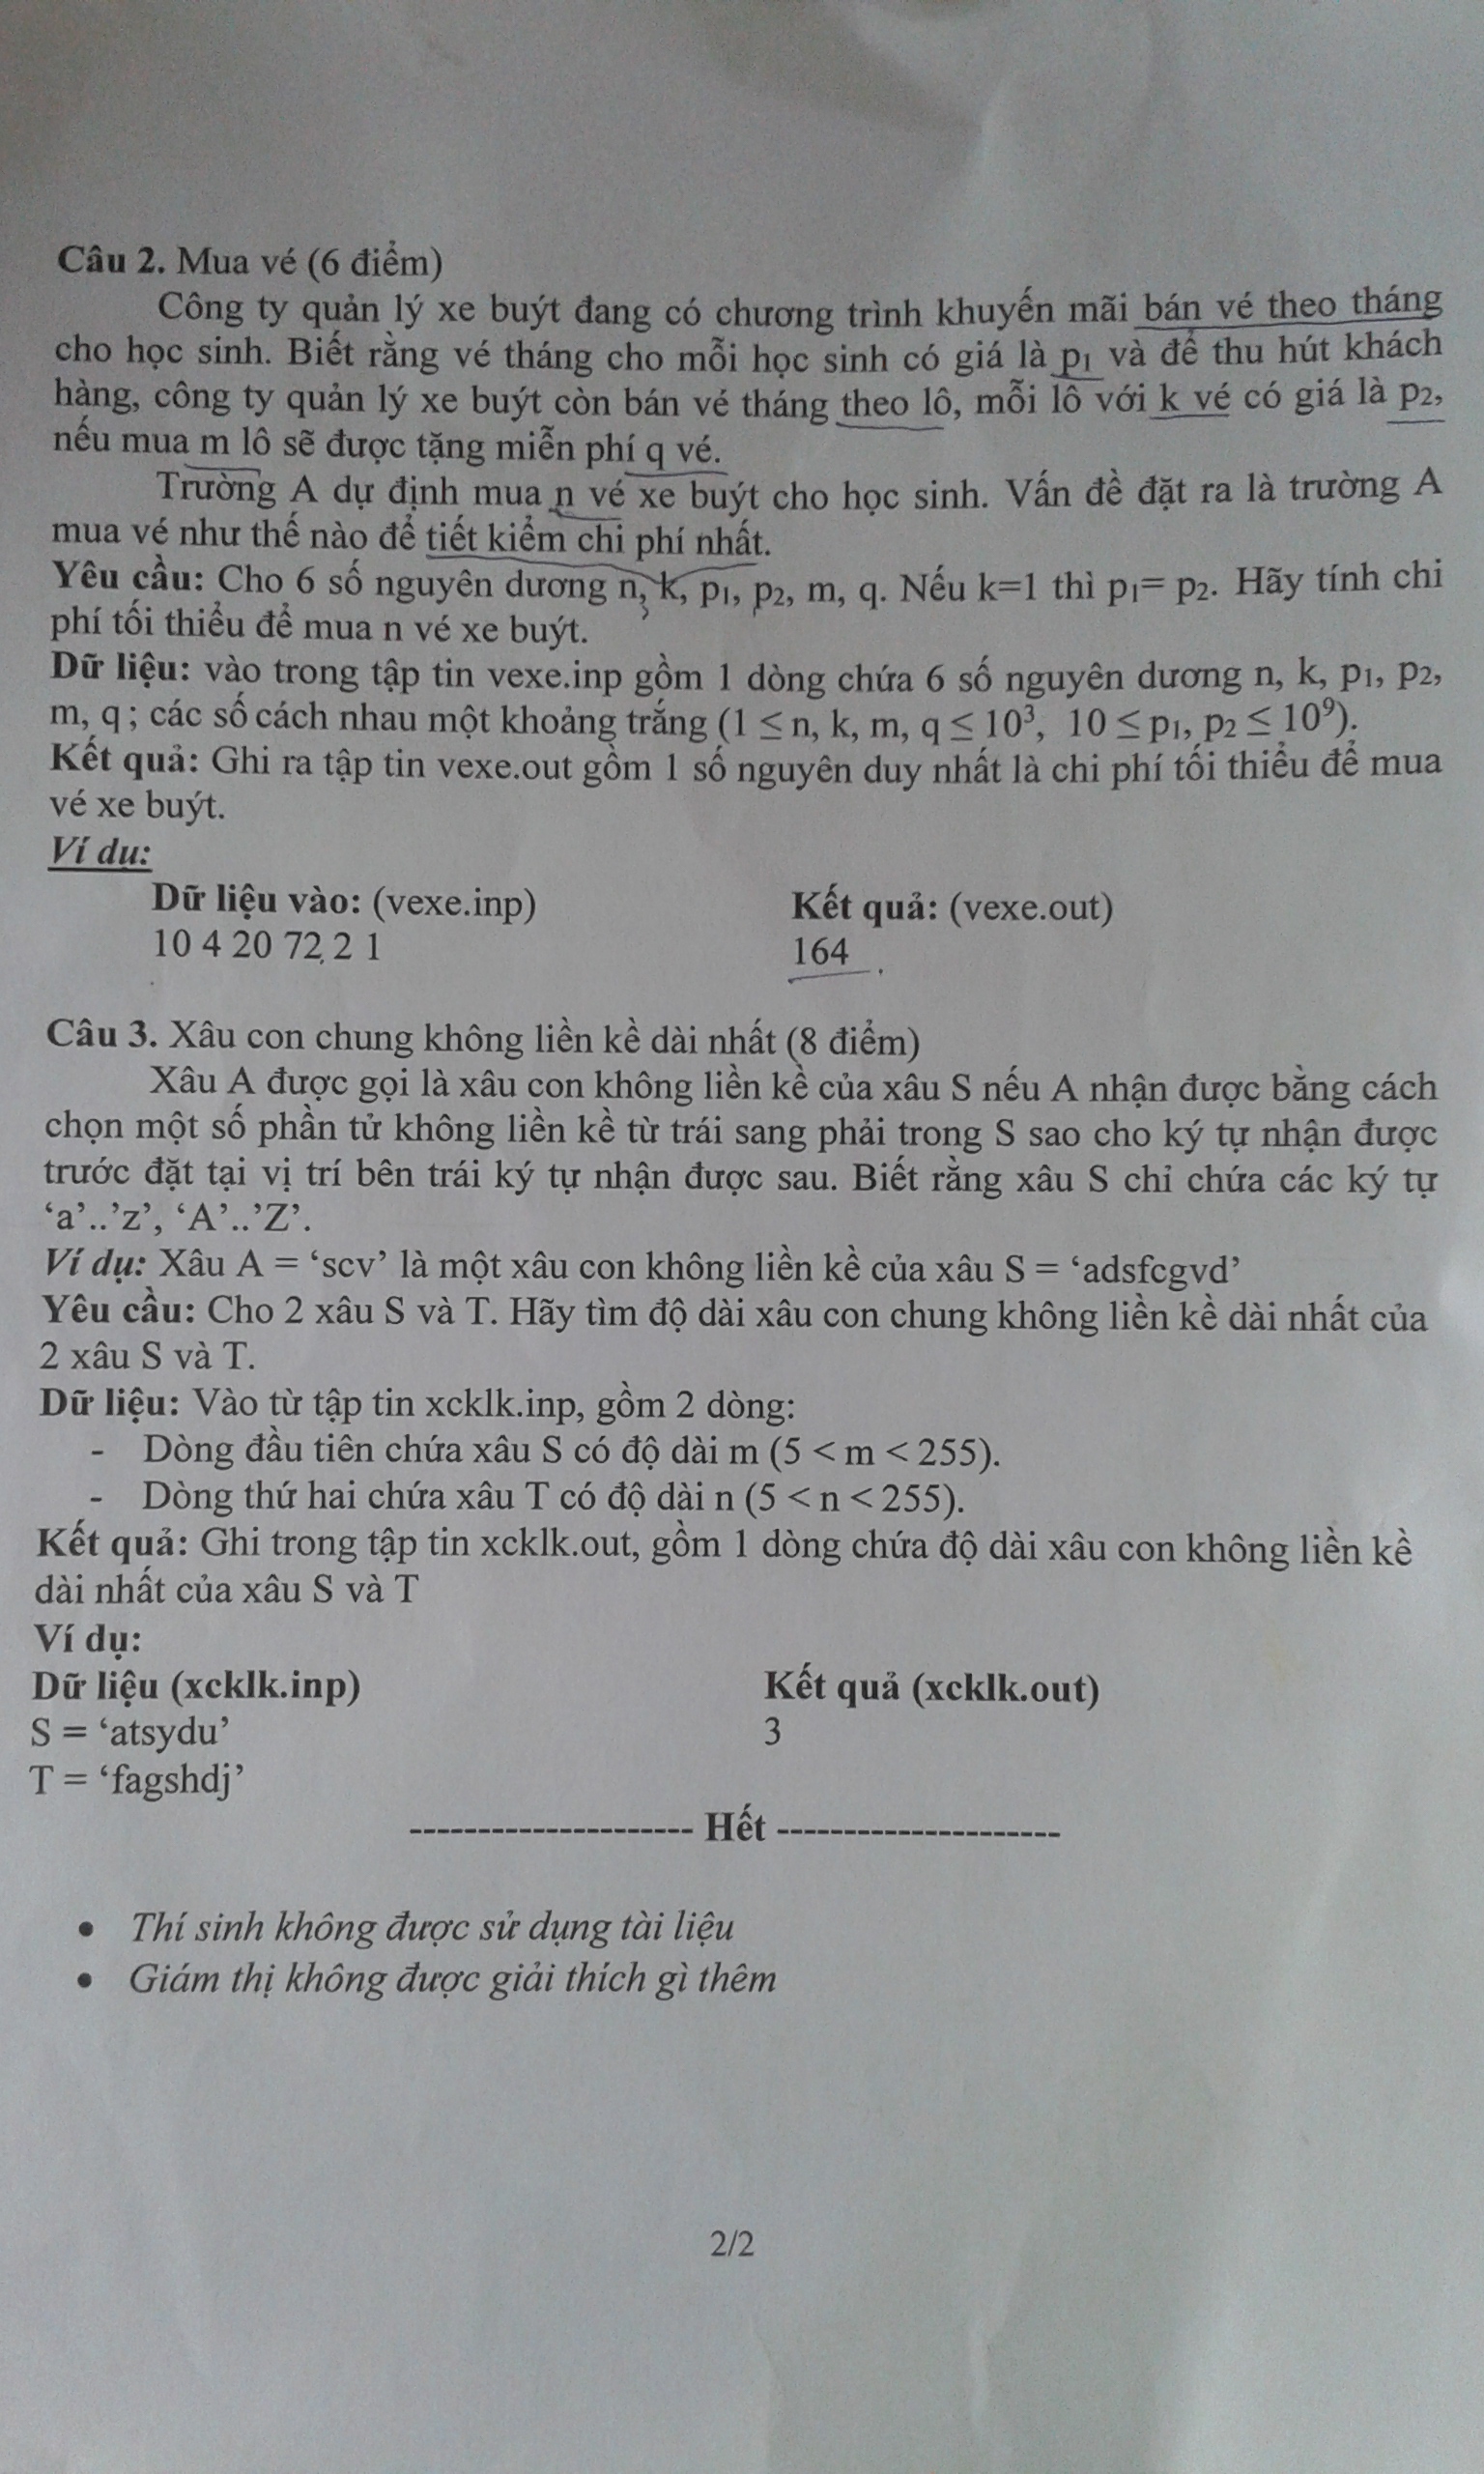 Câu 2. Mua vé (6 điểm)
Công ty quản lý xe buýt đang có chương trình khuyến mãi bán vé theo tháng
cho học sinh. Biết rằng vé tháng cho mỗi học sinh có giá là p₁ và để thu hút khách
hàng, công ty quản lý xe buýt còn bán vé tháng theo lô, mỗi lô với k vé có giá là p₂,
nếu mua m lô sẽ được tặng miễn phí q vé.
Trường A dự định mua n vé xe buýt cho học sinh. Vấn đề đặt ra là trường A
mua vé như thế nào để tiết kiểm chi phí nhất.
Yêu cầu: Cho 6 số nguyên dương n, k, p₁, p₂, m, q. Nếu k=1 thì p₁= p₂. Hãy tính chi
phí tối thiểu để mua n vé xe buýt.
Dữ liệu: vào trong tập tin vexe.inp gồm 1 dòng chứa 6 số nguyên dương n, k, p₁, p₂,
m, q ; các số cách nhau một khoảng trắng (1 ≤ n, k, m, q ≤ 10³, 10 ≤ p₁, p₂ ≤ 10⁹).
Kết quả: Ghi ra tập tin vexe.out gồm 1 số nguyên duy nhất là chi phí tối thiểu để mua
vé xe buýt.
Ví dụ:
Dữ liệu vào: (vexe.inp) Kết quả: (vexe.out)
10 4 20 72 2 1 164
Câu 3. Xâu con chung không liền kề dài nhất (8 điểm)
Xâu A được gọi là xâu con không liền kề của xâu S nếu A nhận được bằng cách
chọn một số phần tử không liền kề từ trái sang phải trong S sao cho ký tự nhận được
trước đặt tại vị trí bên trái ký tự nhận được sau. Biết rằng xâu S chỉ chứa các ký tự
‘a’..’z’, ‘A’..’Z’.
Ví dụ: Xâu A = ‘scv’ là một xâu con không liền kề của xâu S = ‘adsfcgvd’
Yêu cầu: Cho 2 xâu S và T. Hãy tìm độ dài xâu con chung không liền kề dài nhất của
2 xâu S và T.
Dữ liệu: Vào từ tập tin xcklk.inp, gồm 2 dòng:
- Dòng đầu tiên chứa xâu S có độ dài m (5 < m < 255).
- Dòng thứ hai chứa xâu T có độ dài n (5 < n < 255).
Kết quả: Ghi trong tập tin xcklk.out, gồm 1 dòng chứa độ dài xâu con không liền kề
dài nhất của xâu S và T
Ví dụ:
Dữ liệu (xcklk.inp) Kết quả (xcklk.out)
S = ‘atsydu’ 3
T = ‘fagshdj’
--------------------- Hết ---------------------
• Thí sinh không được sử dụng tài liệu
• Giám thị không được giải thích gì thêm
2/2